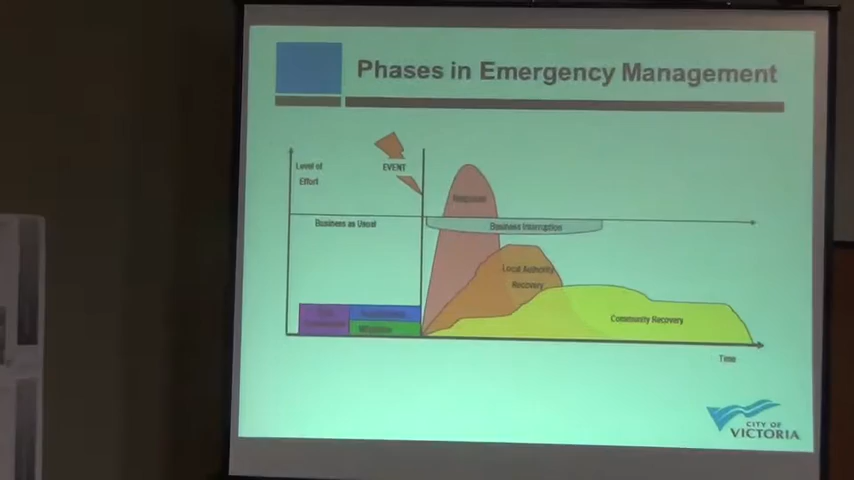 Phases in Emergency Management
Level of
Effort
EVENT
Response
Business as Usual
Business Interruption
Local Authority
Recovery
Community Recovery
Mitigation
Time
CITY OF
VICTORIA